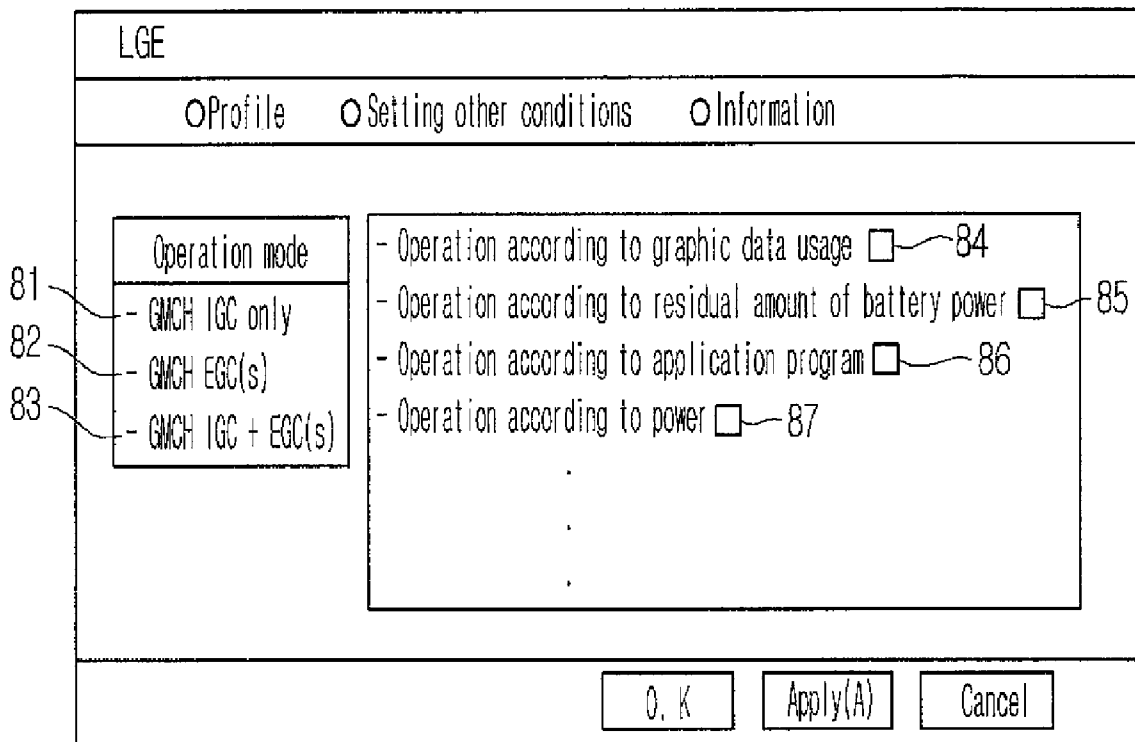 LGE
Profile Setting other conditions Information
Operation mode
81 - GMCH IGC only
82 - GMCH EGC(s)
83 - GMCH IGC + EGC(s)
- Operation according to graphic data usage 84
- Operation according to residual amount of battery power 85
- Operation according to application program 86
- Operation according to power 87
O. K Apply(A) Cancel